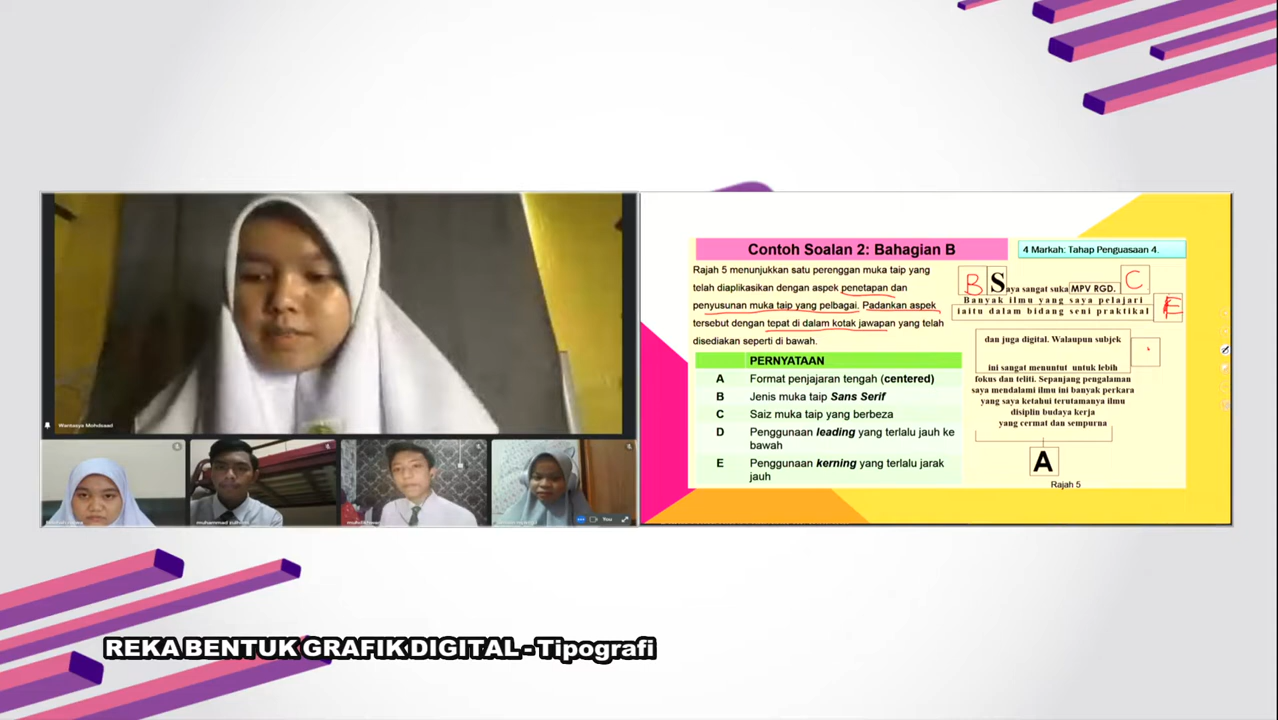 Contoh Soalan 2: Bahagian B
4 Markah: Tahap Penguasaan 4.
Rajah 5 menunjukkan satu perenggan muka taip yang
telah diaplikasikan dengan aspek penetapan dan
penyusunan muka taip yang pelbagai. Padankan aspek
tersebut dengan tepat di dalam kotak jawapan yang telah
disediakan seperti di bawah.
PERNYATAAN
A Format penjajaran tengah (centered)
B Jenis muka taip Sans Serif
C Saiz muka taip yang berbeza
D Penggunaan leading yang terlalu jauh ke
bawah
E Penggunaan kerning yang terlalu jarak
jauh
B Saya sangat suka MPV RGD. C
Banyak ilmu yang saya pelajari
iaitu dalam bidang seni praktikal E
dan juga digital. Walaupun subjek
ini sangat menuntut untuk lebih
fokus dan teliti. Sepanjang pengalaman
saya mendalami ilmu ini banyak perkara
yang saya ketahui terutamanya ilmu
disiplin budaya kerja
yang cermat dan sempurna
A
Rajah 5
You
REKA BENTUK GRAFIK DIGITAL - Tipografi